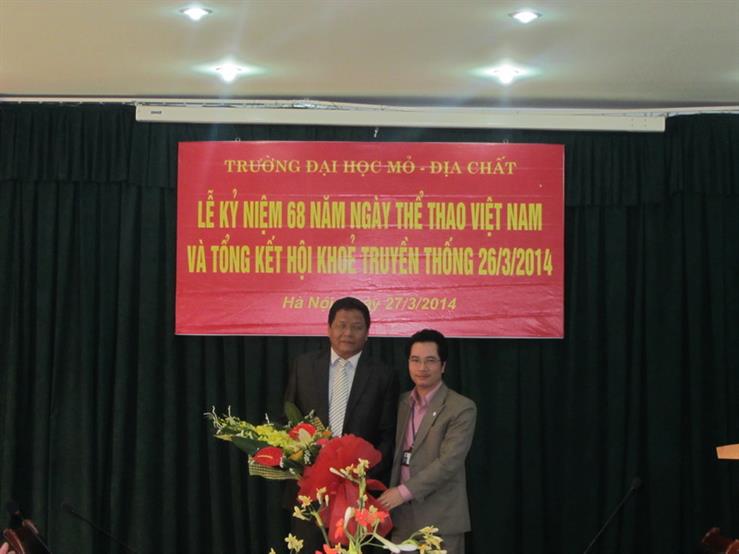 TRƯỜNG ĐẠI HỌC MỎ - ĐỊA CHẤT
LỄ KỶ NIỆM 68 NĂM NGÀY THỂ THAO VIỆT NAM
VÀ TỔNG KẾT HỘI KHOẺ TRUYỀN THỐNG 26/3/2014
Hà Nội, ngày 27/3/2014